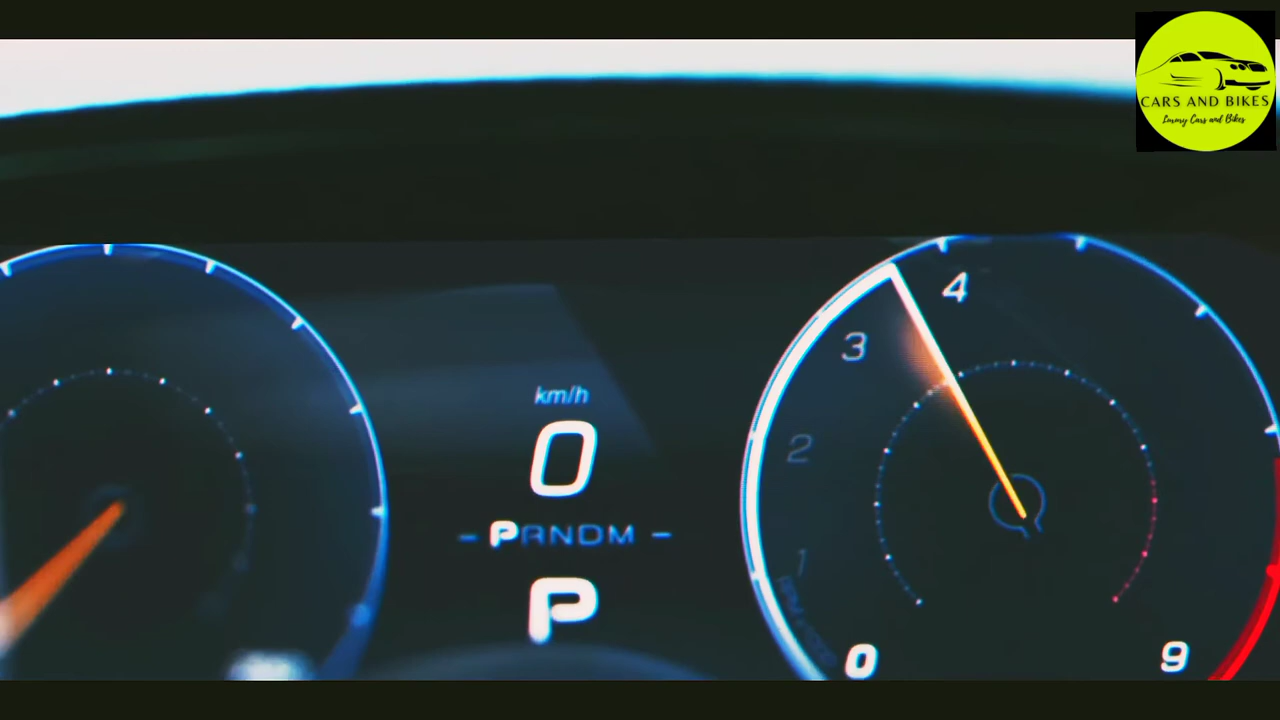 CARS AND BIKES
Luxury Cars and Bikes
4
3
km/h
2
0
- PRNDM -
1
P
0
9